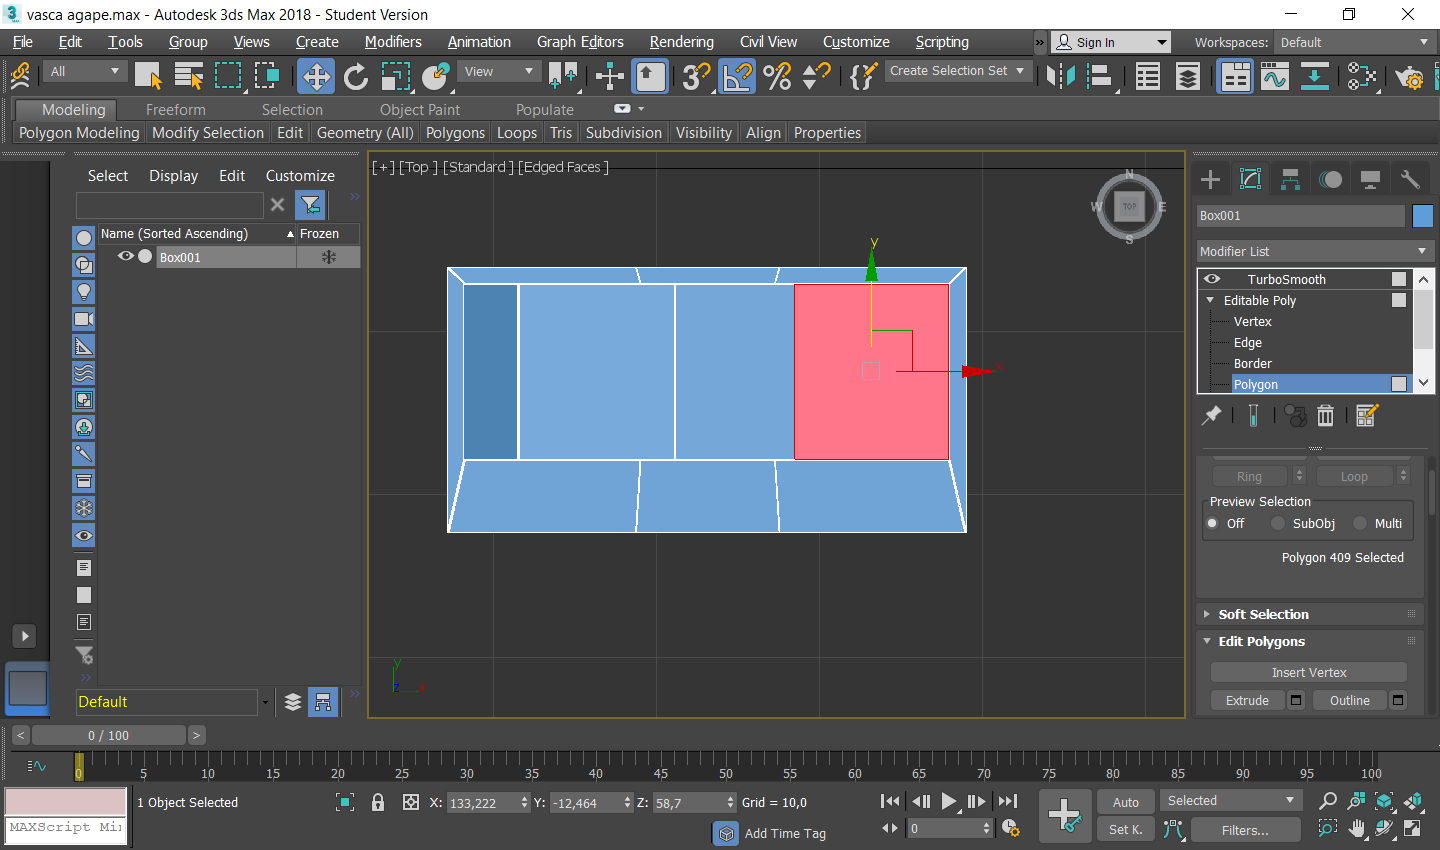 vasca agape.max - Autodesk 3ds Max 2018 - Student Version
File Edit Tools Group Views Create Modifiers Animation Graph Editors Rendering Civil View Customize Scripting » Sign In Workspaces: Default
All View Create Selection Set
Modeling Freeform Selection Object Paint Populate
Polygon Modeling Modify Selection Edit Geometry (All) Polygons Loops Tris Subdivision Visibility Align Properties
[+] [Top ] [Standard ] [Edged Faces ]
Select Display Edit Customize
Name (Sorted Ascending) Frozen
Box001
N
W TOP E
S
y
x
Box001
Modifier List
TurboSmooth
Editable Poly
Vertex
Edge
Border
Polygon
Ring Loop
Preview Selection
Off SubObj Multi
Polygon 409 Selected
Soft Selection
Edit Polygons
Insert Vertex
Extrude Outline
y
z x
Default
< 0 / 100 >
0 5 10 15 20 25 30 35 40 45 50 55 60 65 70 75 80 85 90 95 100
1 Object Selected X: 133,222 Y: -12,464 Z: 58,7 Grid = 10,0 Auto Selected
MAXScript Mi
Add Time Tag 0 Set K. Filters...